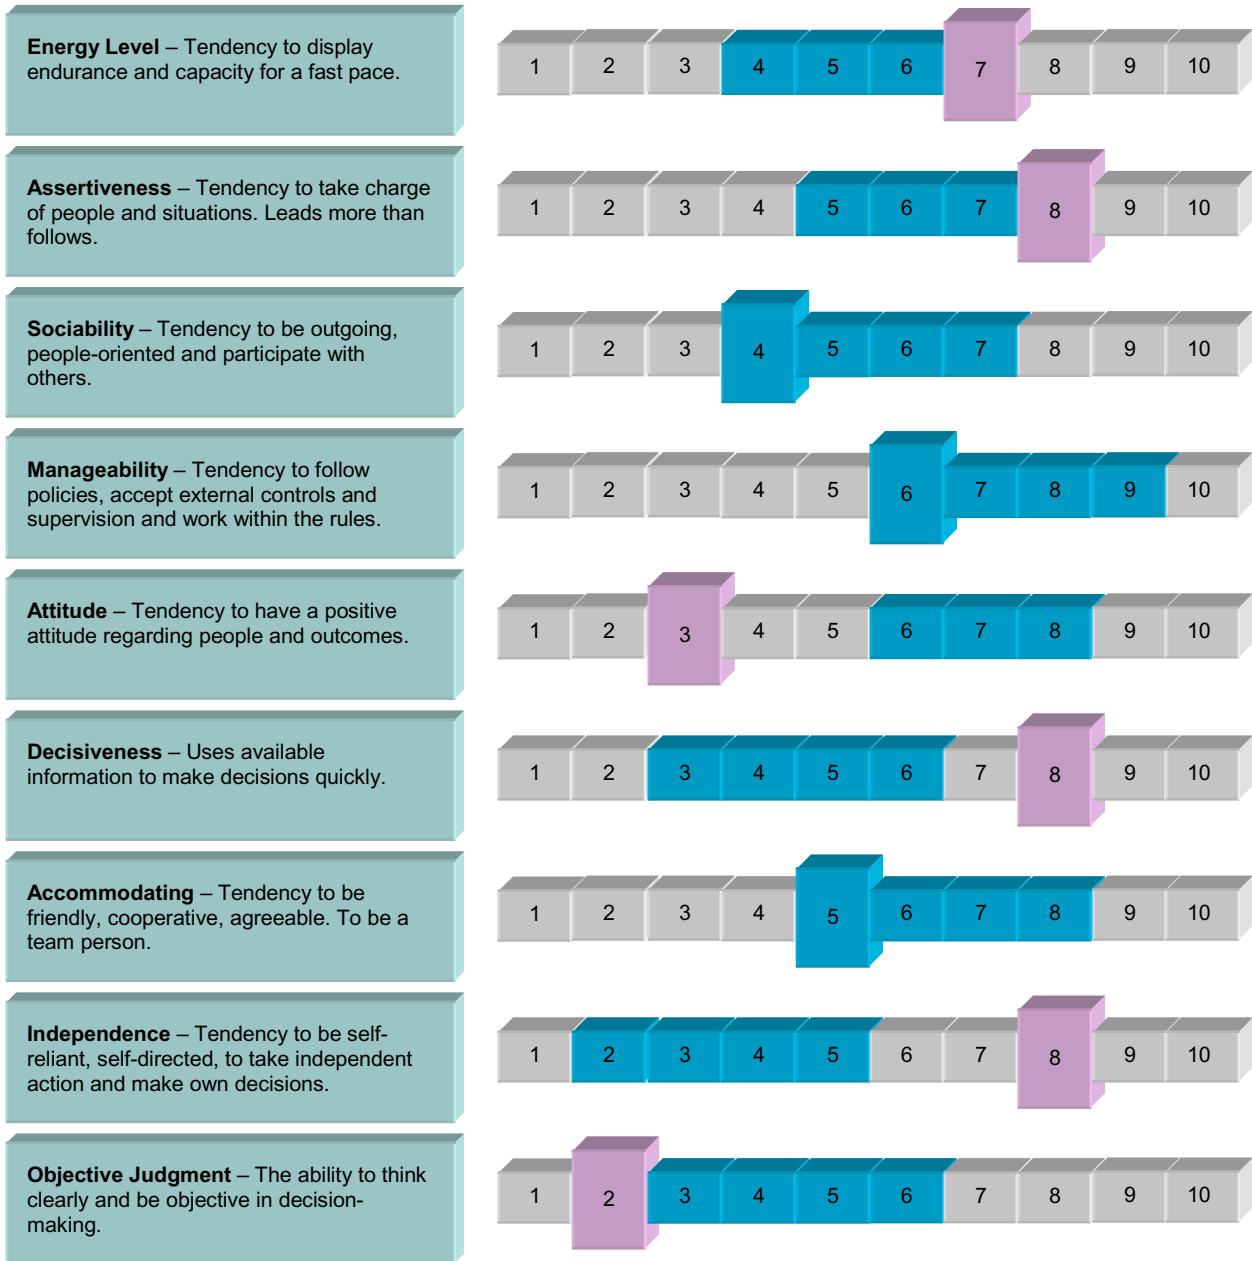 Energy Level – Tendency to display
endurance and capacity for a fast pace.
1 2 3 4 5 6 7 8 9 10
Assertiveness – Tendency to take charge
of people and situations. Leads more than
follows.
1 2 3 4 5 6 7 8 9 10
Sociability – Tendency to be outgoing,
people-oriented and participate with
others.
1 2 3 4 5 6 7 8 9 10
Manageability – Tendency to follow
policies, accept external controls and
supervision and work within the rules.
1 2 3 4 5 6 7 8 9 10
Attitude – Tendency to have a positive
attitude regarding people and outcomes.
1 2 3 4 5 6 7 8 9 10
Decisiveness – Uses available
information to make decisions quickly.
1 2 3 4 5 6 7 8 9 10
Accommodating – Tendency to be
friendly, cooperative, agreeable. To be a
team person.
1 2 3 4 5 6 7 8 9 10
Independence – Tendency to be self-
reliant, self-directed, to take independent
action and make own decisions.
1 2 3 4 5 6 7 8 9 10
Objective Judgment – The ability to think
clearly and be objective in decision-
making.
1 2 3 4 5 6 7 8 9 10